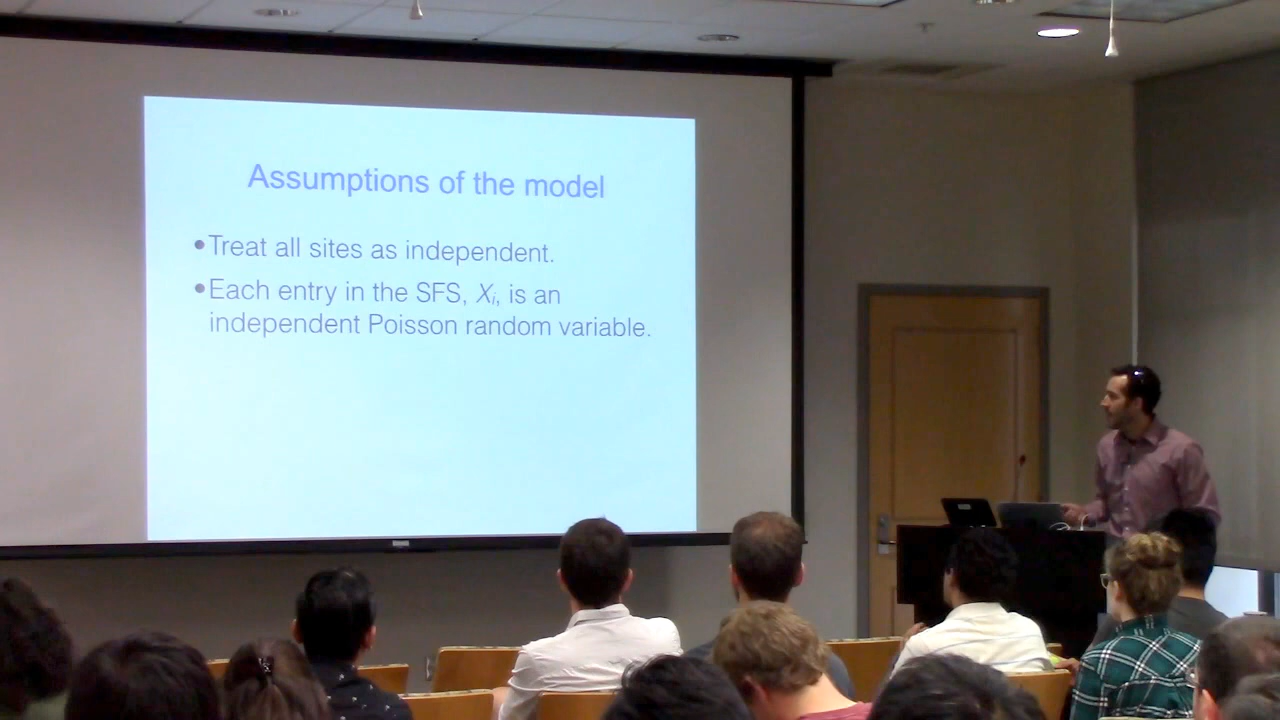 Assumptions of the model
•Treat all sites as independent.
•Each entry in the SFS, Xᵢ, is an
independent Poisson random variable.